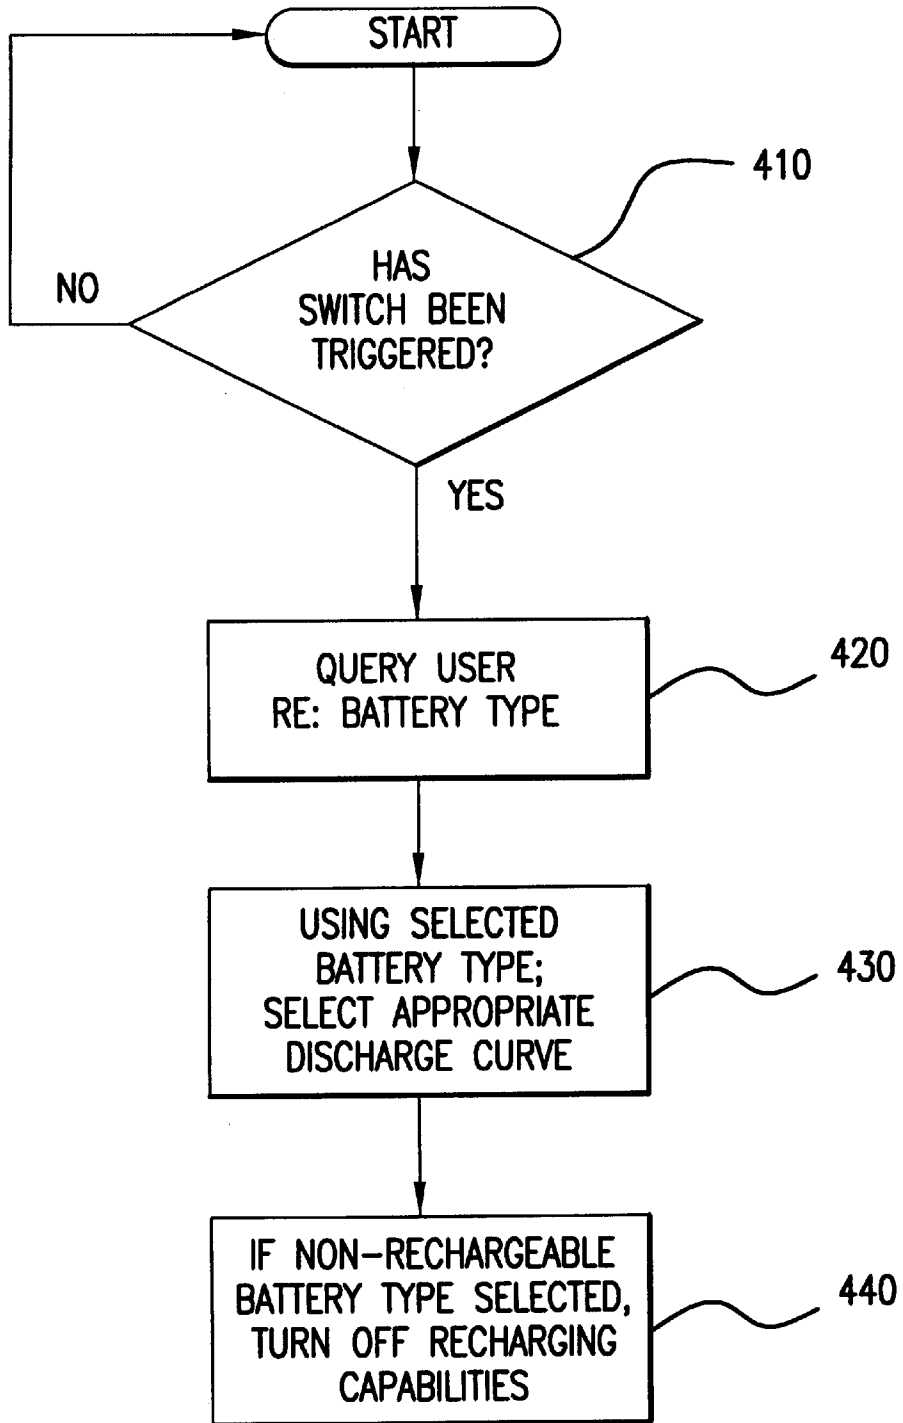 START
410
HAS
SWITCH BEEN
TRIGGERED?
NO
YES
QUERY USER
RE: BATTERY TYPE
420
USING SELECTED
BATTERY TYPE;
SELECT APPROPRIATE
DISCHARGE CURVE
430
IF NON-RECHARGEABLE
BATTERY TYPE SELECTED,
TURN OFF RECHARGING
CAPABILITIES
440